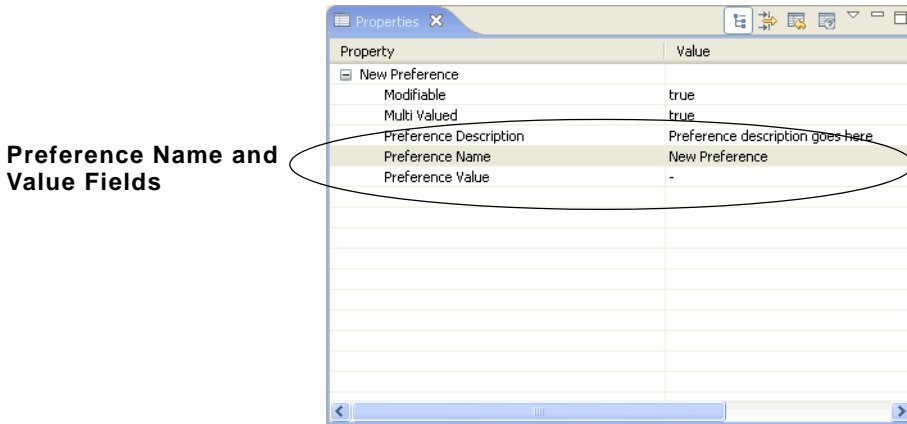 Properties
Property Value
New Preference
Modifiable true
Multi Valued true
Preference Description Preference description goes here
Preference Name and
Value Fields
Preference Name New Preference
Preference Value -